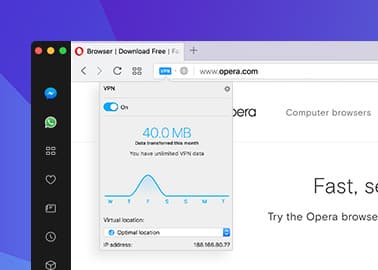 Browser | Download Free | Fa
VPN
www.opera.com
VPN
On
40.0 MB
Data transferred this month
You have unlimited VPN data
W T F S S M T
Virtual location:
Optimal location
IP address: 188.166.80.77
pera
Computer browsers
Fast, se
Try the Opera browse